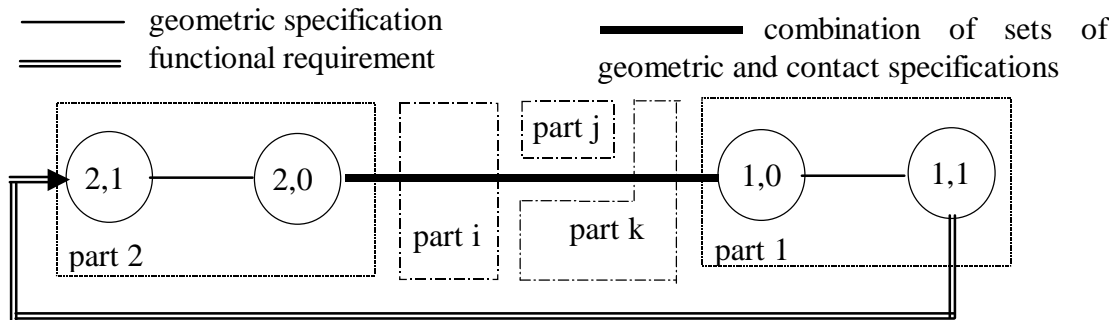 geometric specification
functional requirement
combination of sets of
geometric and contact specifications
part j
2,1
2,0
1,0
1,1
part i
part k
part 2
part 1